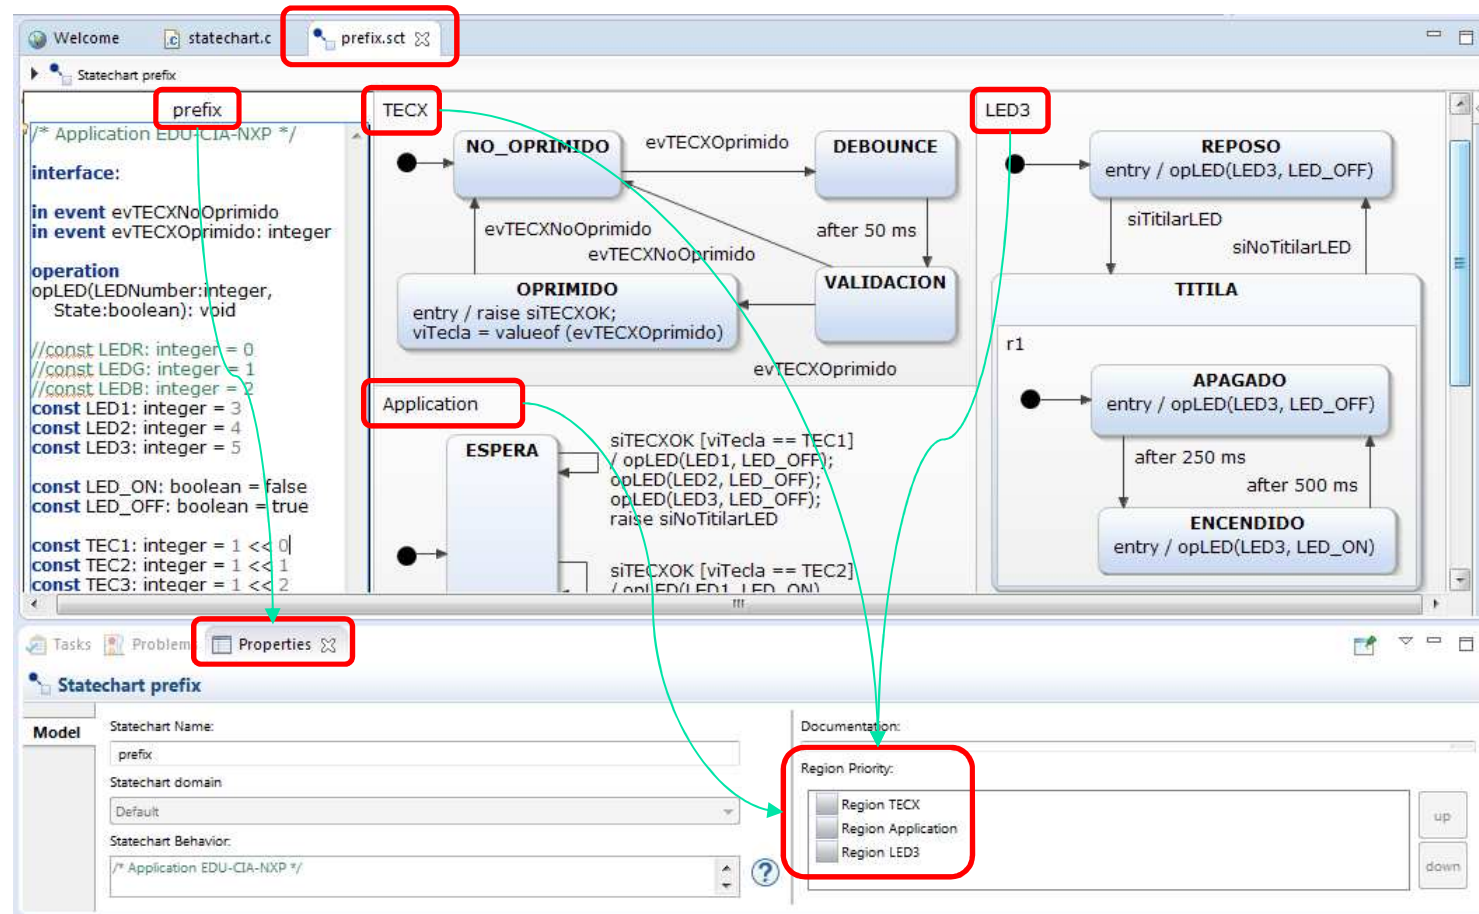 Welcome
statechart.c
prefix.sct
Statechart prefix
prefix
/* Application EDU-CIA-NXP */
interface:
in event evTECXNoOprimido
in event evTECXOprimido: integer
operation
opLED(LEDNumber:integer,
State:boolean): void
//const LEDR: integer = 0
//const LEDG: integer = 1
//const LEDB: integer = 2
const LED1: integer = 3
const LED2: integer = 4
const LED3: integer = 5
const LED_ON: boolean = false
const LED_OFF: boolean = true
const TEC1: integer = 1 << 0
const TEC2: integer = 1 << 1
const TEC3: integer = 1 << 2
TECX
NO_OPRIMIDO
evTECXOprimido
DEBOUNCE
evTECXNoOprimido
evTECXNoOprimido
after 50 ms
OPRIMIDO
entry / raise siTECXOK;
viTecla = valueof (evTECXOprimido)
VALIDACION
evTECXOprimido
Application
ESPERA
siTECXOK [viTecla == TEC1]
/ opLED(LED1, LED_OFF);
opLED(LED2, LED_OFF);
opLED(LED3, LED_OFF);
raise siNoTitilarLED
siTECXOK [viTecla == TEC2]
/ opLED(LED1, LED_ON)
LED3
REPOSO
entry / opLED(LED3, LED_OFF)
siTitilarLED
siNoTitilarLED
TITILA
r1
APAGADO
entry / opLED(LED3, LED_OFF)
after 250 ms
after 500 ms
ENCENDIDO
entry / opLED(LED3, LED_ON)
Tasks
Problem
Properties
Statechart prefix
Model
Statechart Name:
prefix
Statechart domain
Default
Statechart Behavior:
/* Application EDU-CIA-NXP */
Documentation:
Region Priority:
Region TECX
Region Application
Region LED3
up
down